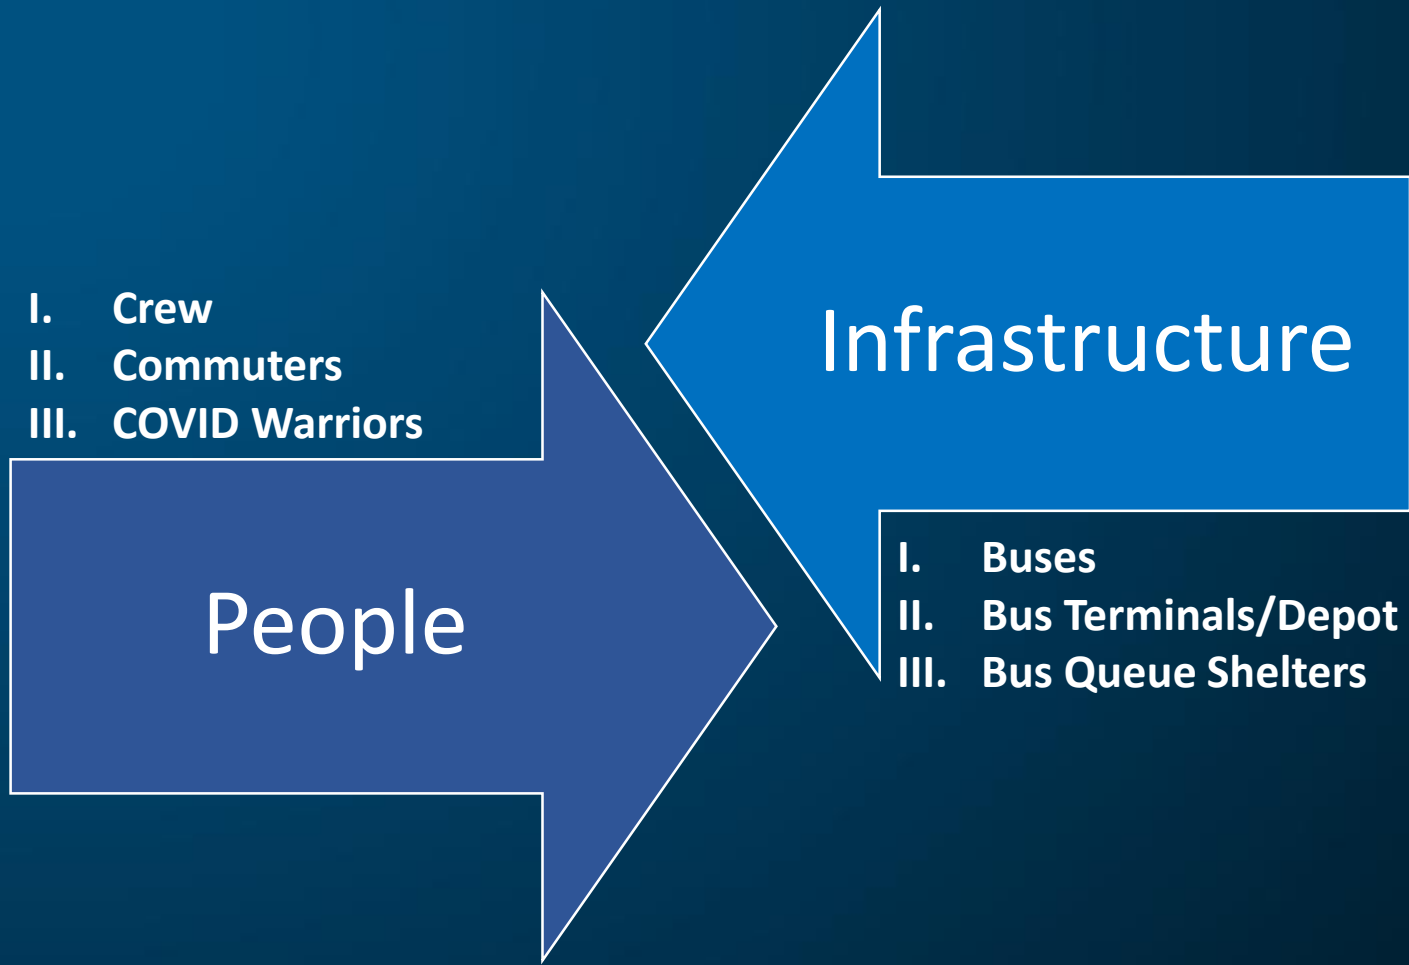 I. Crew
II. Commuters
III. COVID Warriors
People
Infrastructure
I. Buses
II. Bus Terminals/Depot
III. Bus Queue Shelters